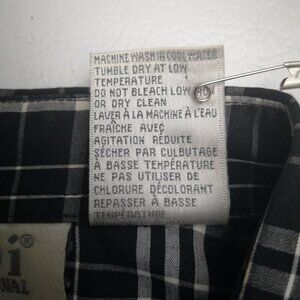 MACHINE WASH IN COOL WATER
TUMBLE DRY AT LOW
TEMPERATURE
DO NOT BLEACH LOW
OR DRY CLEAN
LAVER À LA MACHINE À L'EAU
FRAÎCHE AVEC
AGITATION RÉDUITE
SÉCHER PAR CULBUTAGE
À BASSE TEMPÉRATURE
NE PAS UTILISER DE
CHLORURE DÉCOLORANT
REPASSER À BASSE
TEMPÉRATURE
i®
ONAL